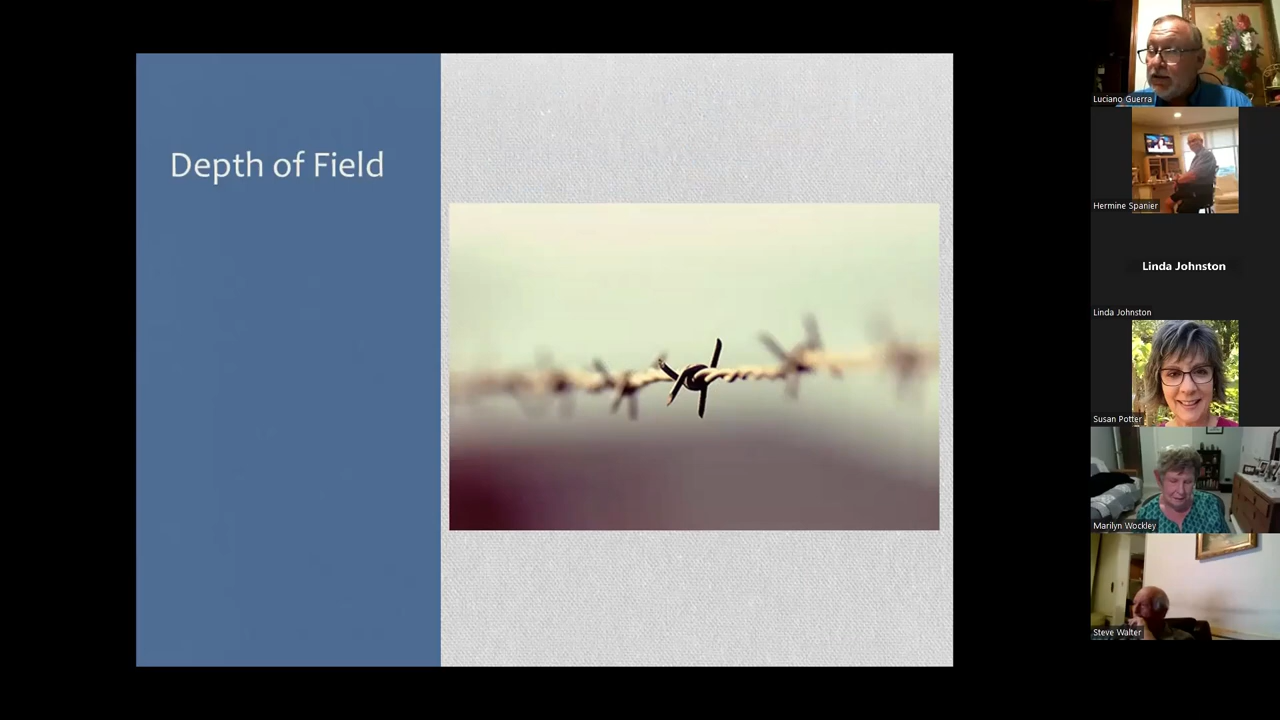 Depth of Field
Luciano Guerra
Hermine Spanier
Linda Johnston
Linda Johnston
Susan Potter
Marilyn Wockley
Steve Walter